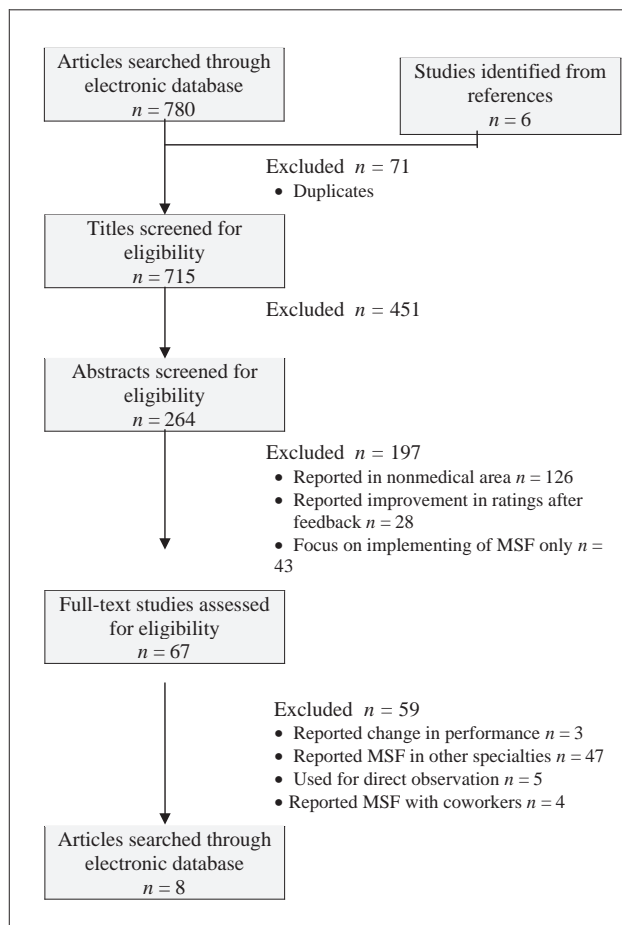 Articles searched through
electronic database
n = 780
Studies identified from
references
n = 6
Excluded n = 71
• Duplicates
Titles screened for
eligibility
n = 715
Excluded n = 451
Abstracts screened for
eligibility
n = 264
Excluded n = 197
• Reported in nonmedical area n = 126
• Reported improvement in ratings after
feedback n = 28
• Focus on implementing of MSF only n =
43
Full-text studies assessed
for eligibility
n = 67
Excluded n = 59
• Reported change in performance n = 3
• Reported MSF in other specialties n = 47
• Used for direct observation n = 5
• Reported MSF with coworkers n = 4
Articles searched through
electronic database
n = 8